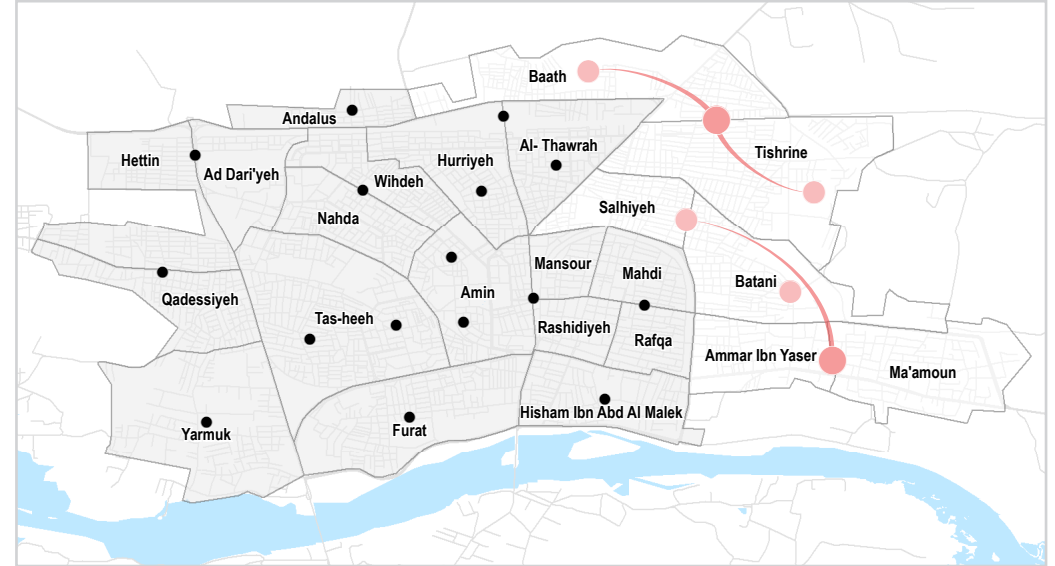 Baath
Andalus
Al- Thawrah
Tishrine
Hettin
Ad Dari'yeh
Hurriyeh
Wihdeh
Nahda
Salhiyeh
Mansour
Mahdi
Batani
Qadessiyeh
Amin
Tas-heeh
Rashidiyeh
Rafqa
Ammar Ibn Yaser
Ma'amoun
Hisham Ibn Abd Al Malek
Yarmuk
Furat